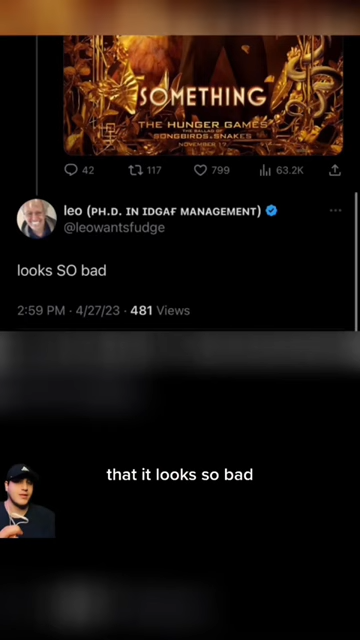 SOMETHING
THE HUNGER GAMES
THE BALLAD OF
SONGBIRDS & SNAKES
NOVEMBER 17
42 117 799 63.2K
leo (PH.D. IN IDGAF MANAGEMENT)
@leowantsfudge
looks SO bad
2:59 PM · 4/27/23 · 481 Views
that it looks so bad